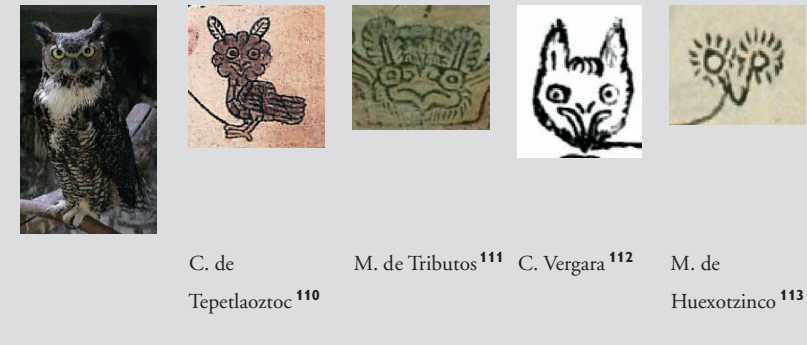 C. de
Tepetlaoztoc 110
M. de Tributos 111
C. Vergara 112
M. de
Huexotzinco 113